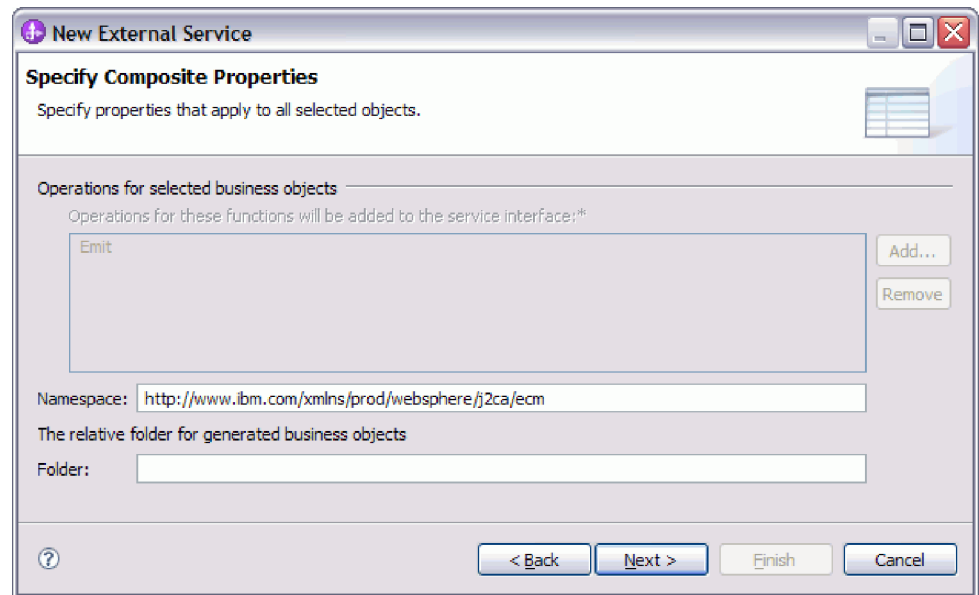 New External Service
Specify Composite Properties
Specify properties that apply to all selected objects.
Operations for selected business objects
Operations for these functions will be added to the service interface:*
Emit
Add...
Remove
Namespace: http://www.ibm.com/xmlns/prod/websphere/j2ca/ecm
The relative folder for generated business objects
Folder:
? < Back Next > Finish Cancel